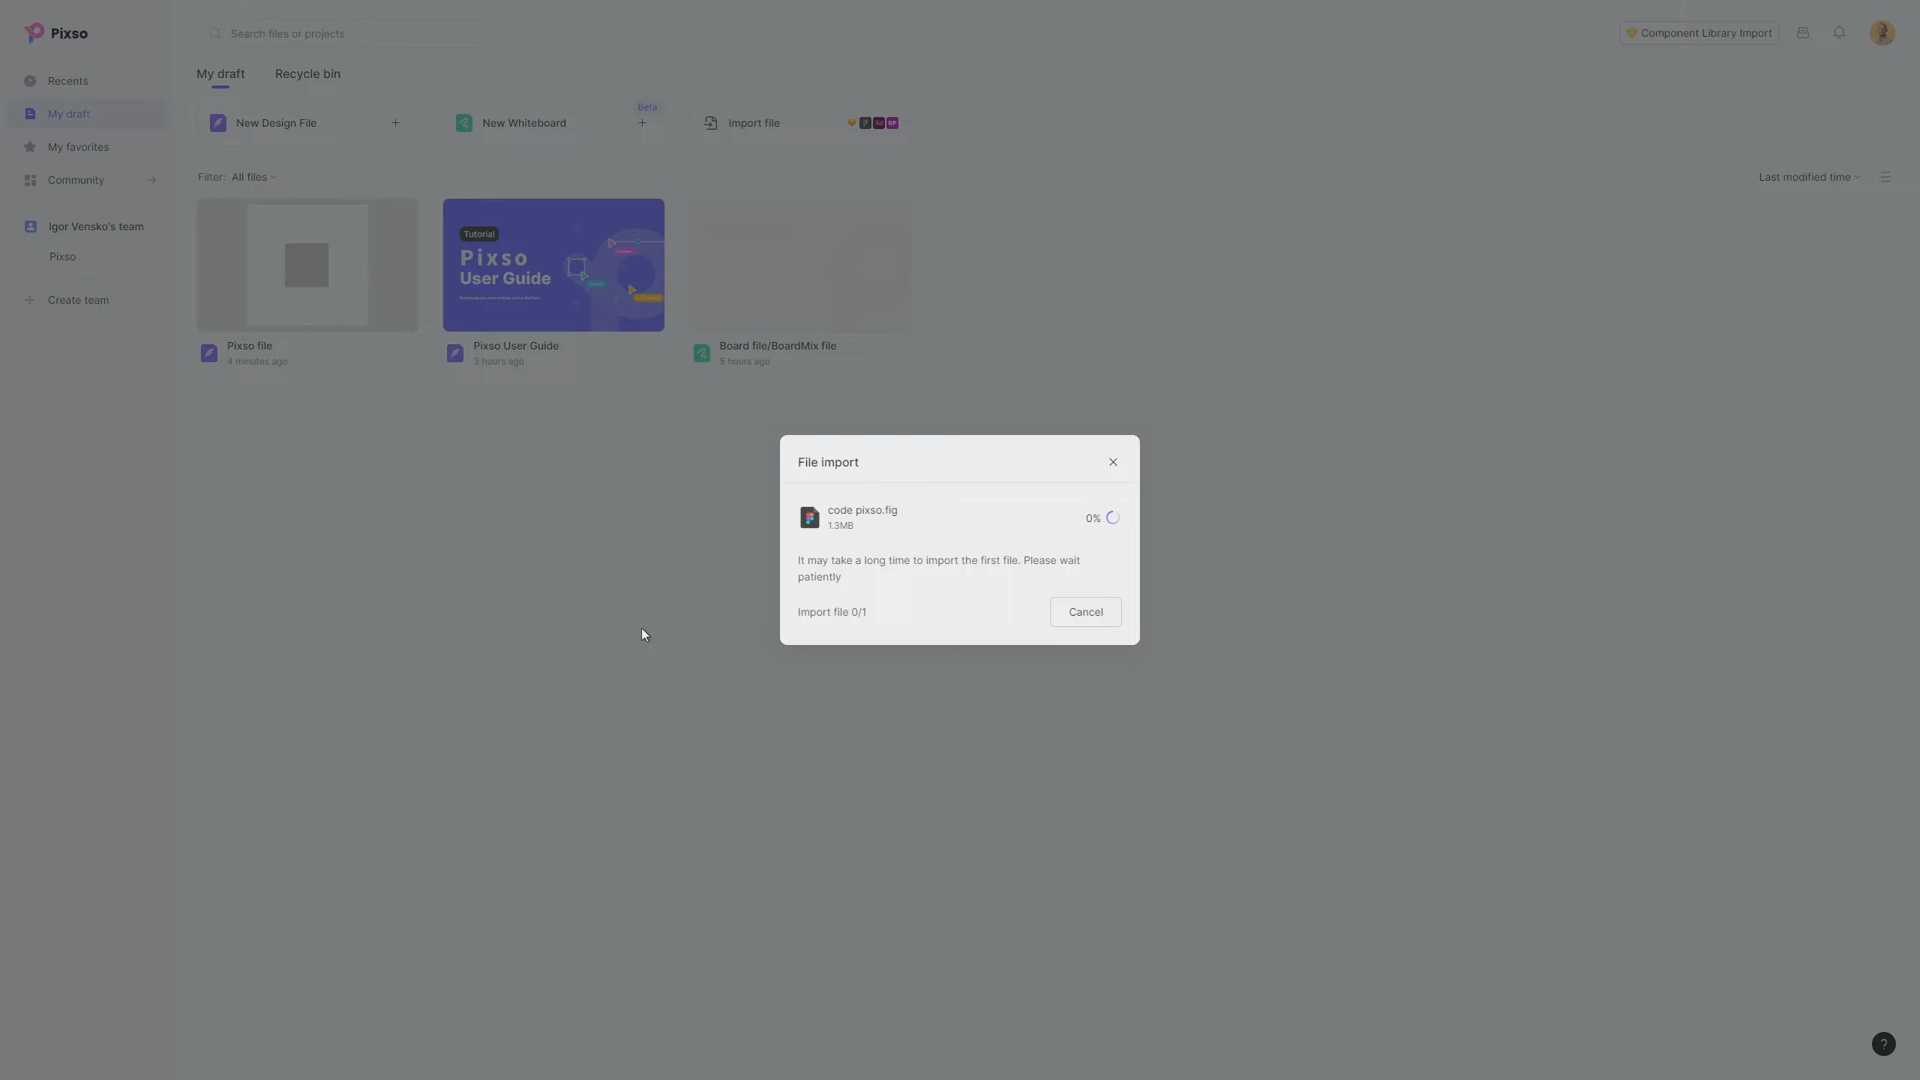 Pixso
Search files or projects
Component Library Import
Recents
My draft
My favorites
Community
Igor Vensko's team
Pixso
Create team
My draft
Recycle bin
New Design File
Beta
New Whiteboard
Import file
Filter: All files
Last modified time
Tutorial
Pixso
User Guide
Pixso file
4 minutes ago
Pixso User Guide
3 hours ago
Board file/BoardMix file
5 hours ago
File import
code pixso.fig
1.3MB
0%
It may take a long time to import the first file. Please wait
patiently
Import file 0/1
Cancel
?